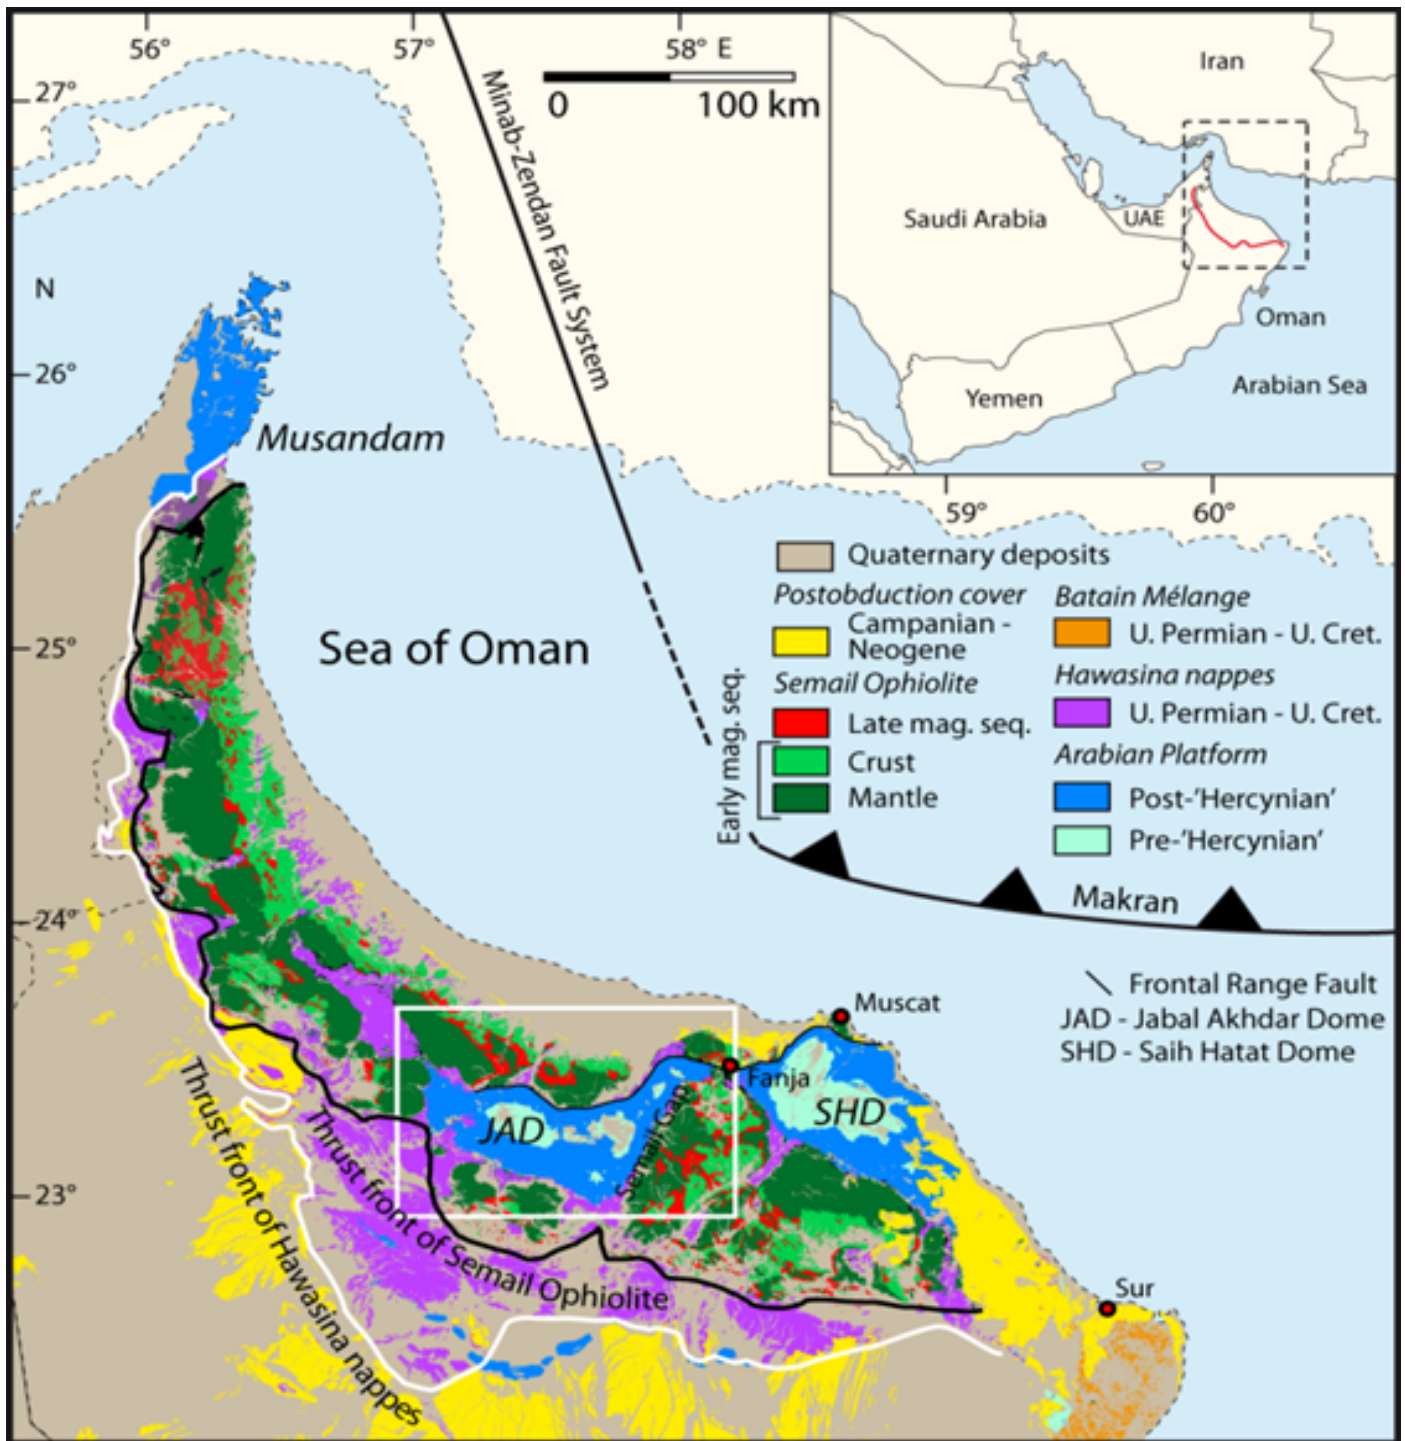 56°
57°
58° E
27°
0
100 km
Iran
Saudi Arabia
UAE
Oman
Yemen
Arabian Sea
Minab-Zendan Fault System
N
26°
Musandam
59°
60°
25°
Sea of Oman
Quaternary deposits
Postobduction cover
Campanian -
Neogene
Semail Ophiolite
Late mag. seq.
Early mag. seq.
Crust
Mantle
Batain Mélange
U. Permian - U. Cret.
Hawasina nappes
U. Permian - U. Cret.
Arabian Platform
Post-'Hercynian'
Pre-'Hercynian'
Makran
24°
Frontal Range Fault
JAD - Jabal Akhdar Dome
SHD - Saih Hatat Dome
Muscat
Fanja
JAD
SHD
Semail Gap
23°
Thrust front of Semail Ophiolite
Thrust front of Hawasina nappes
Sur